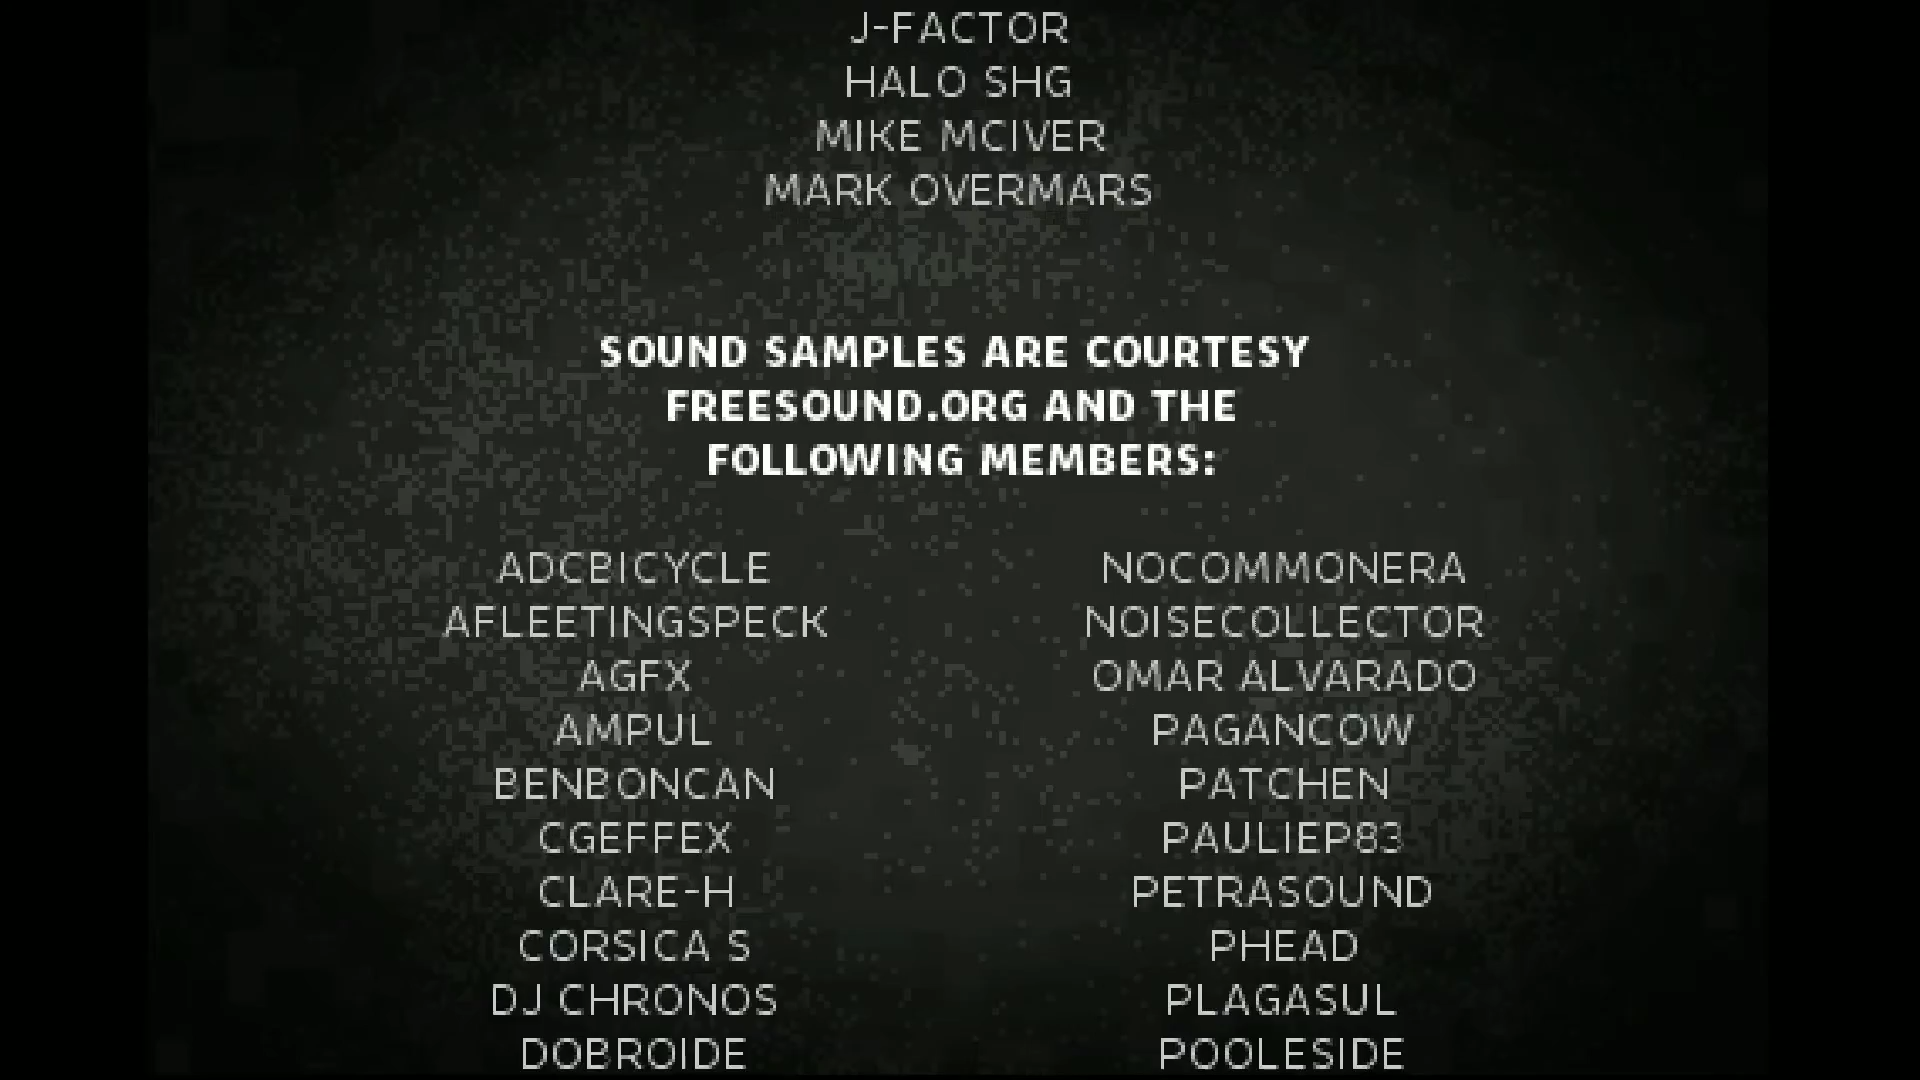 J-FACTOR
HALO SHG
MIKE MCIVER
MARK OVERMARS
SOUND SAMPLES ARE COURTESY
FREESOUND.ORG AND THE
FOLLOWING MEMBERS:
ADCBICYCLE
AFLEETINGSPECK
AGFX
AMPUL
BENBONCAN
CGEFFEX
CLARE-H
CORSICA S
DJ CHRONOS
DOBROIDE
NOCOMMONERA
NOISECOLLECTOR
OMAR ALVARADO
PAGANCOW
PATCHEN
PAULIEP83
PETRASOUND
PHEAD
PLAGASUL
POOLESIDE